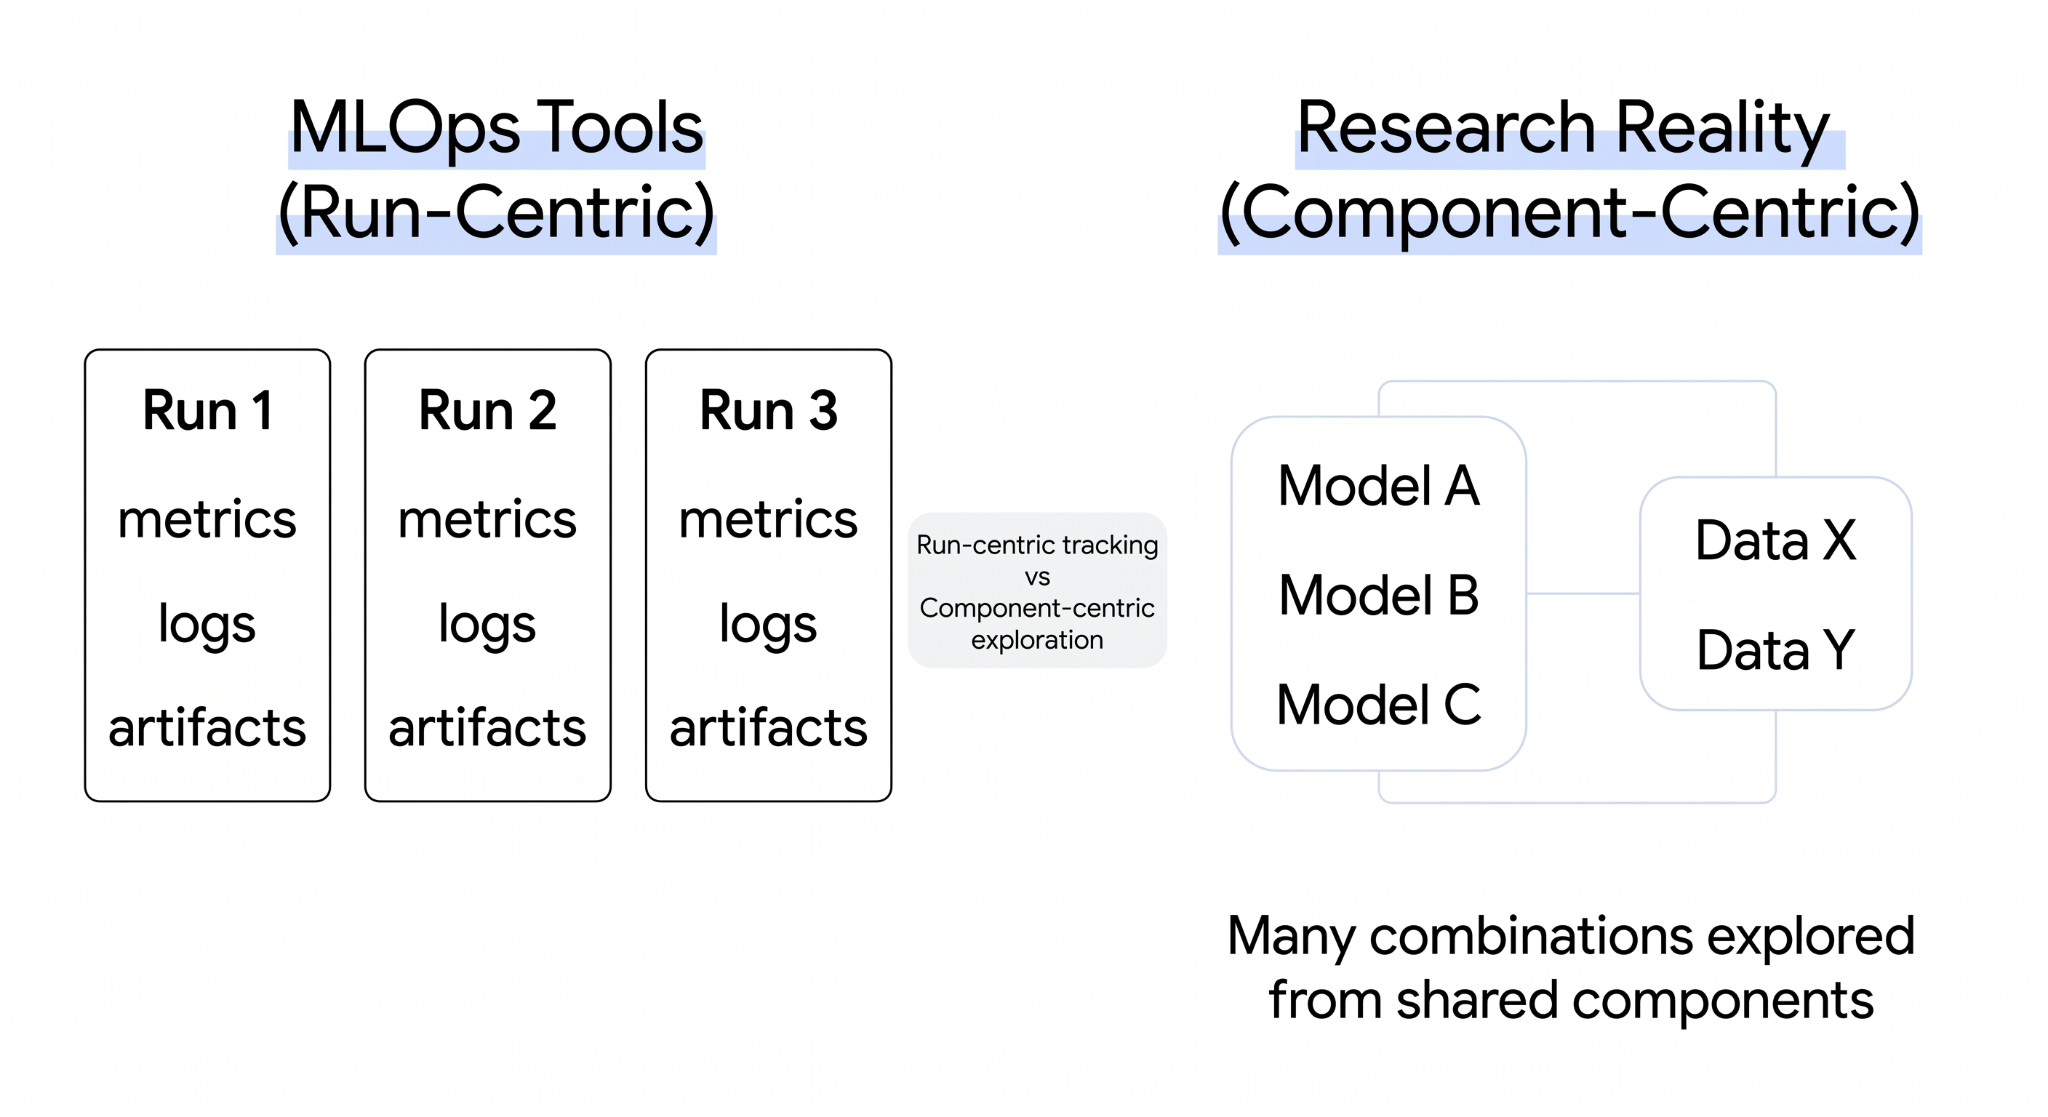 MLOps Tools
(Run-Centric)
Run 1
metrics
logs
artifacts
Run 2
metrics
logs
artifacts
Run 3
metrics
logs
artifacts
Run-centric tracking
vs
Component-centric
exploration
Research Reality
(Component-Centric)
Model A
Model B
Model C
Data X
Data Y
Many combinations explored
from shared components